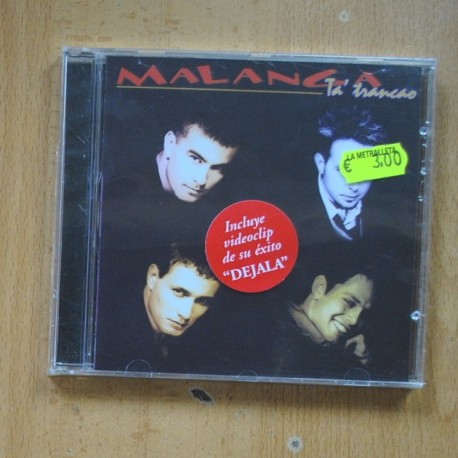 MALANGA
Ta' trancao
LA METRALLETA
€ 3,00
Incluye
videoclip
de su éxito
“DEJALA”